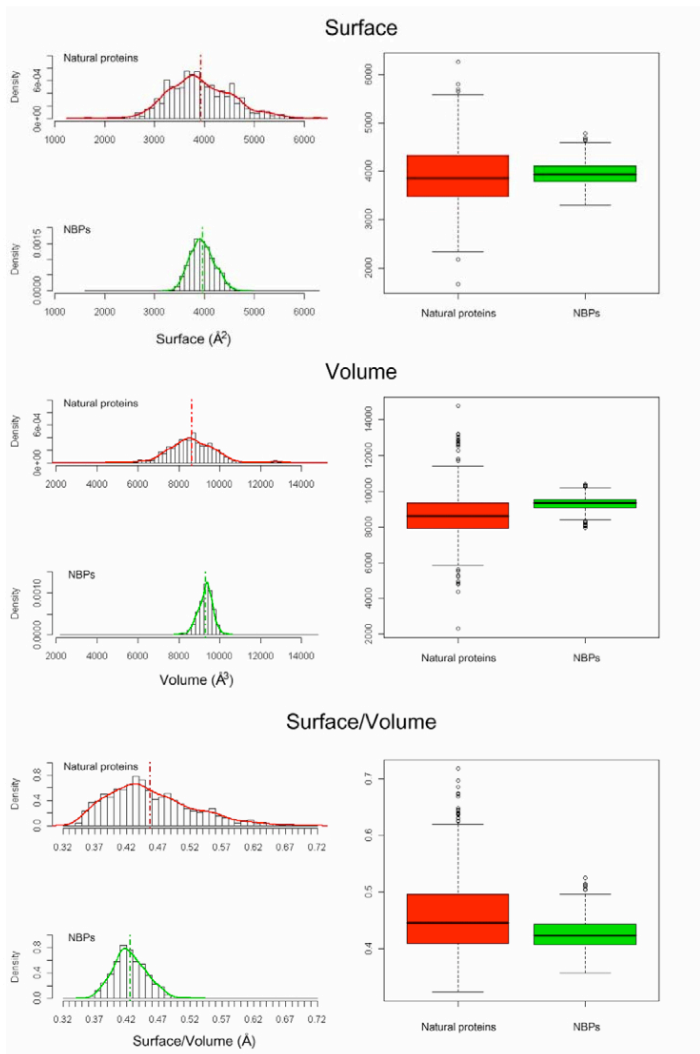 Surface
Natural proteins
Density
0e+00 6e-04
1000 2000 3000 4000 5000 6000
NBPs
Density
0.0000 0.0015
1000 2000 3000 4000 5000 6000
Surface (Å2)
2000 3000 4000 5000 6000
Natural proteins NBPs
Volume
Natural proteins
Density
0e+00 6e-04
2000 4000 6000 8000 10000 12000 14000
NBPs
Density
0.0000 0.0010
2000 4000 6000 8000 10000 12000 14000
Volume (Å3)
2000 4000 6000 8000 10000 12000 14000
Natural proteins NBPs
Surface/Volume
Natural proteins
Density
0.0 0.4 0.8
0.32 0.37 0.42 0.47 0.52 0.57 0.62 0.67 0.72
NBPs
Density
0.0 0.4 0.8
0.32 0.37 0.42 0.47 0.52 0.57 0.62 0.67 0.72
Surface/Volume (Å)
0.4 0.5 0.6 0.7
Natural proteins NBPs